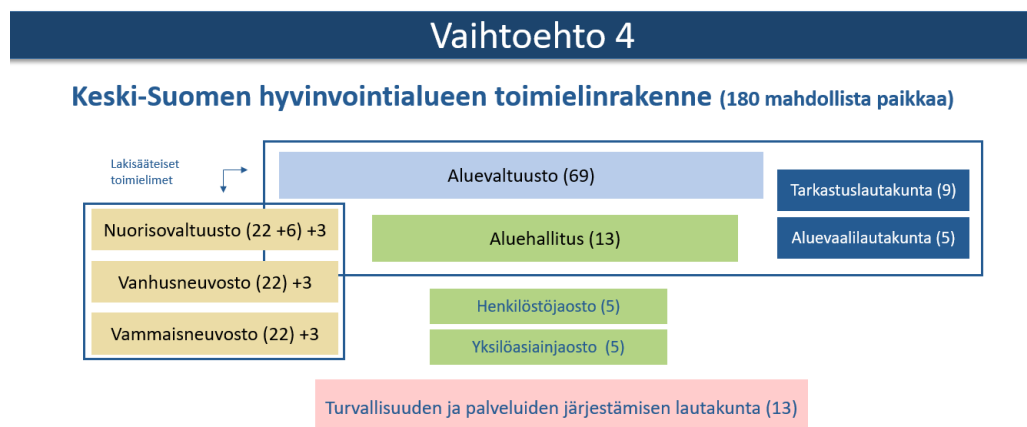 Vaihtoehto 4
Keski-Suomen hyvinvointialueen toimielinrakenne (180 mahdollista paikkaa)
Lakisääteiset
toimielimet
Aluevaltuusto (69)
Tarkastuslautakunta (9)
Nuorisovaltuusto (22 +6) +3
Aluehallitus (13)
Aluevaalilautakunta (5)
Vanhusneuvosto (22) +3
Henkilöstöjaosto (5)
Vammaisneuvosto (22) +3
Yksilöasiainjaosto (5)
Turvallisuuden ja palveluiden järjestämisen lautakunta (13)